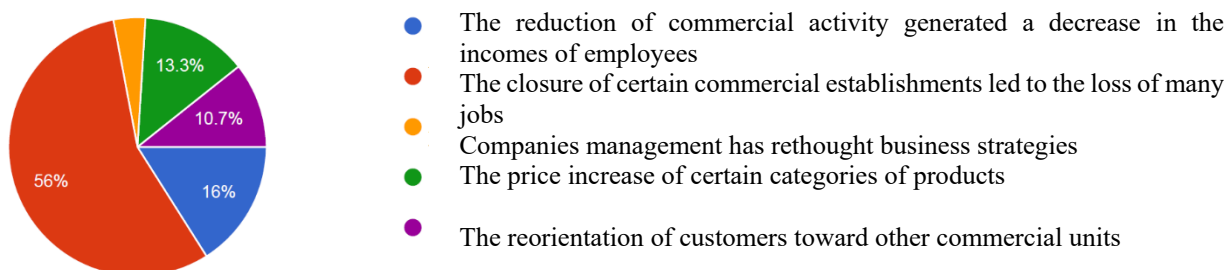 13.3%
10.7%
56%
16%
The reduction of commercial activity generated a decrease in the
incomes of employees
The closure of certain commercial establishments led to the loss of many
jobs
Companies management has rethought business strategies
The price increase of certain categories of products
The reorientation of customers toward other commercial units